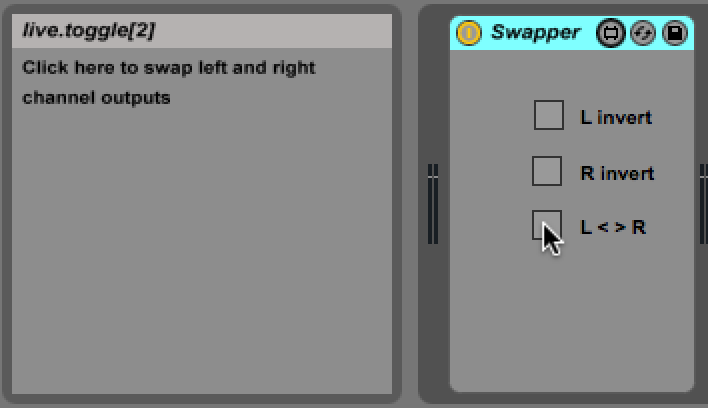 live.toggle[2]
Click here to swap left and right
channel outputs
Swapper
L invert
R invert
L < > R